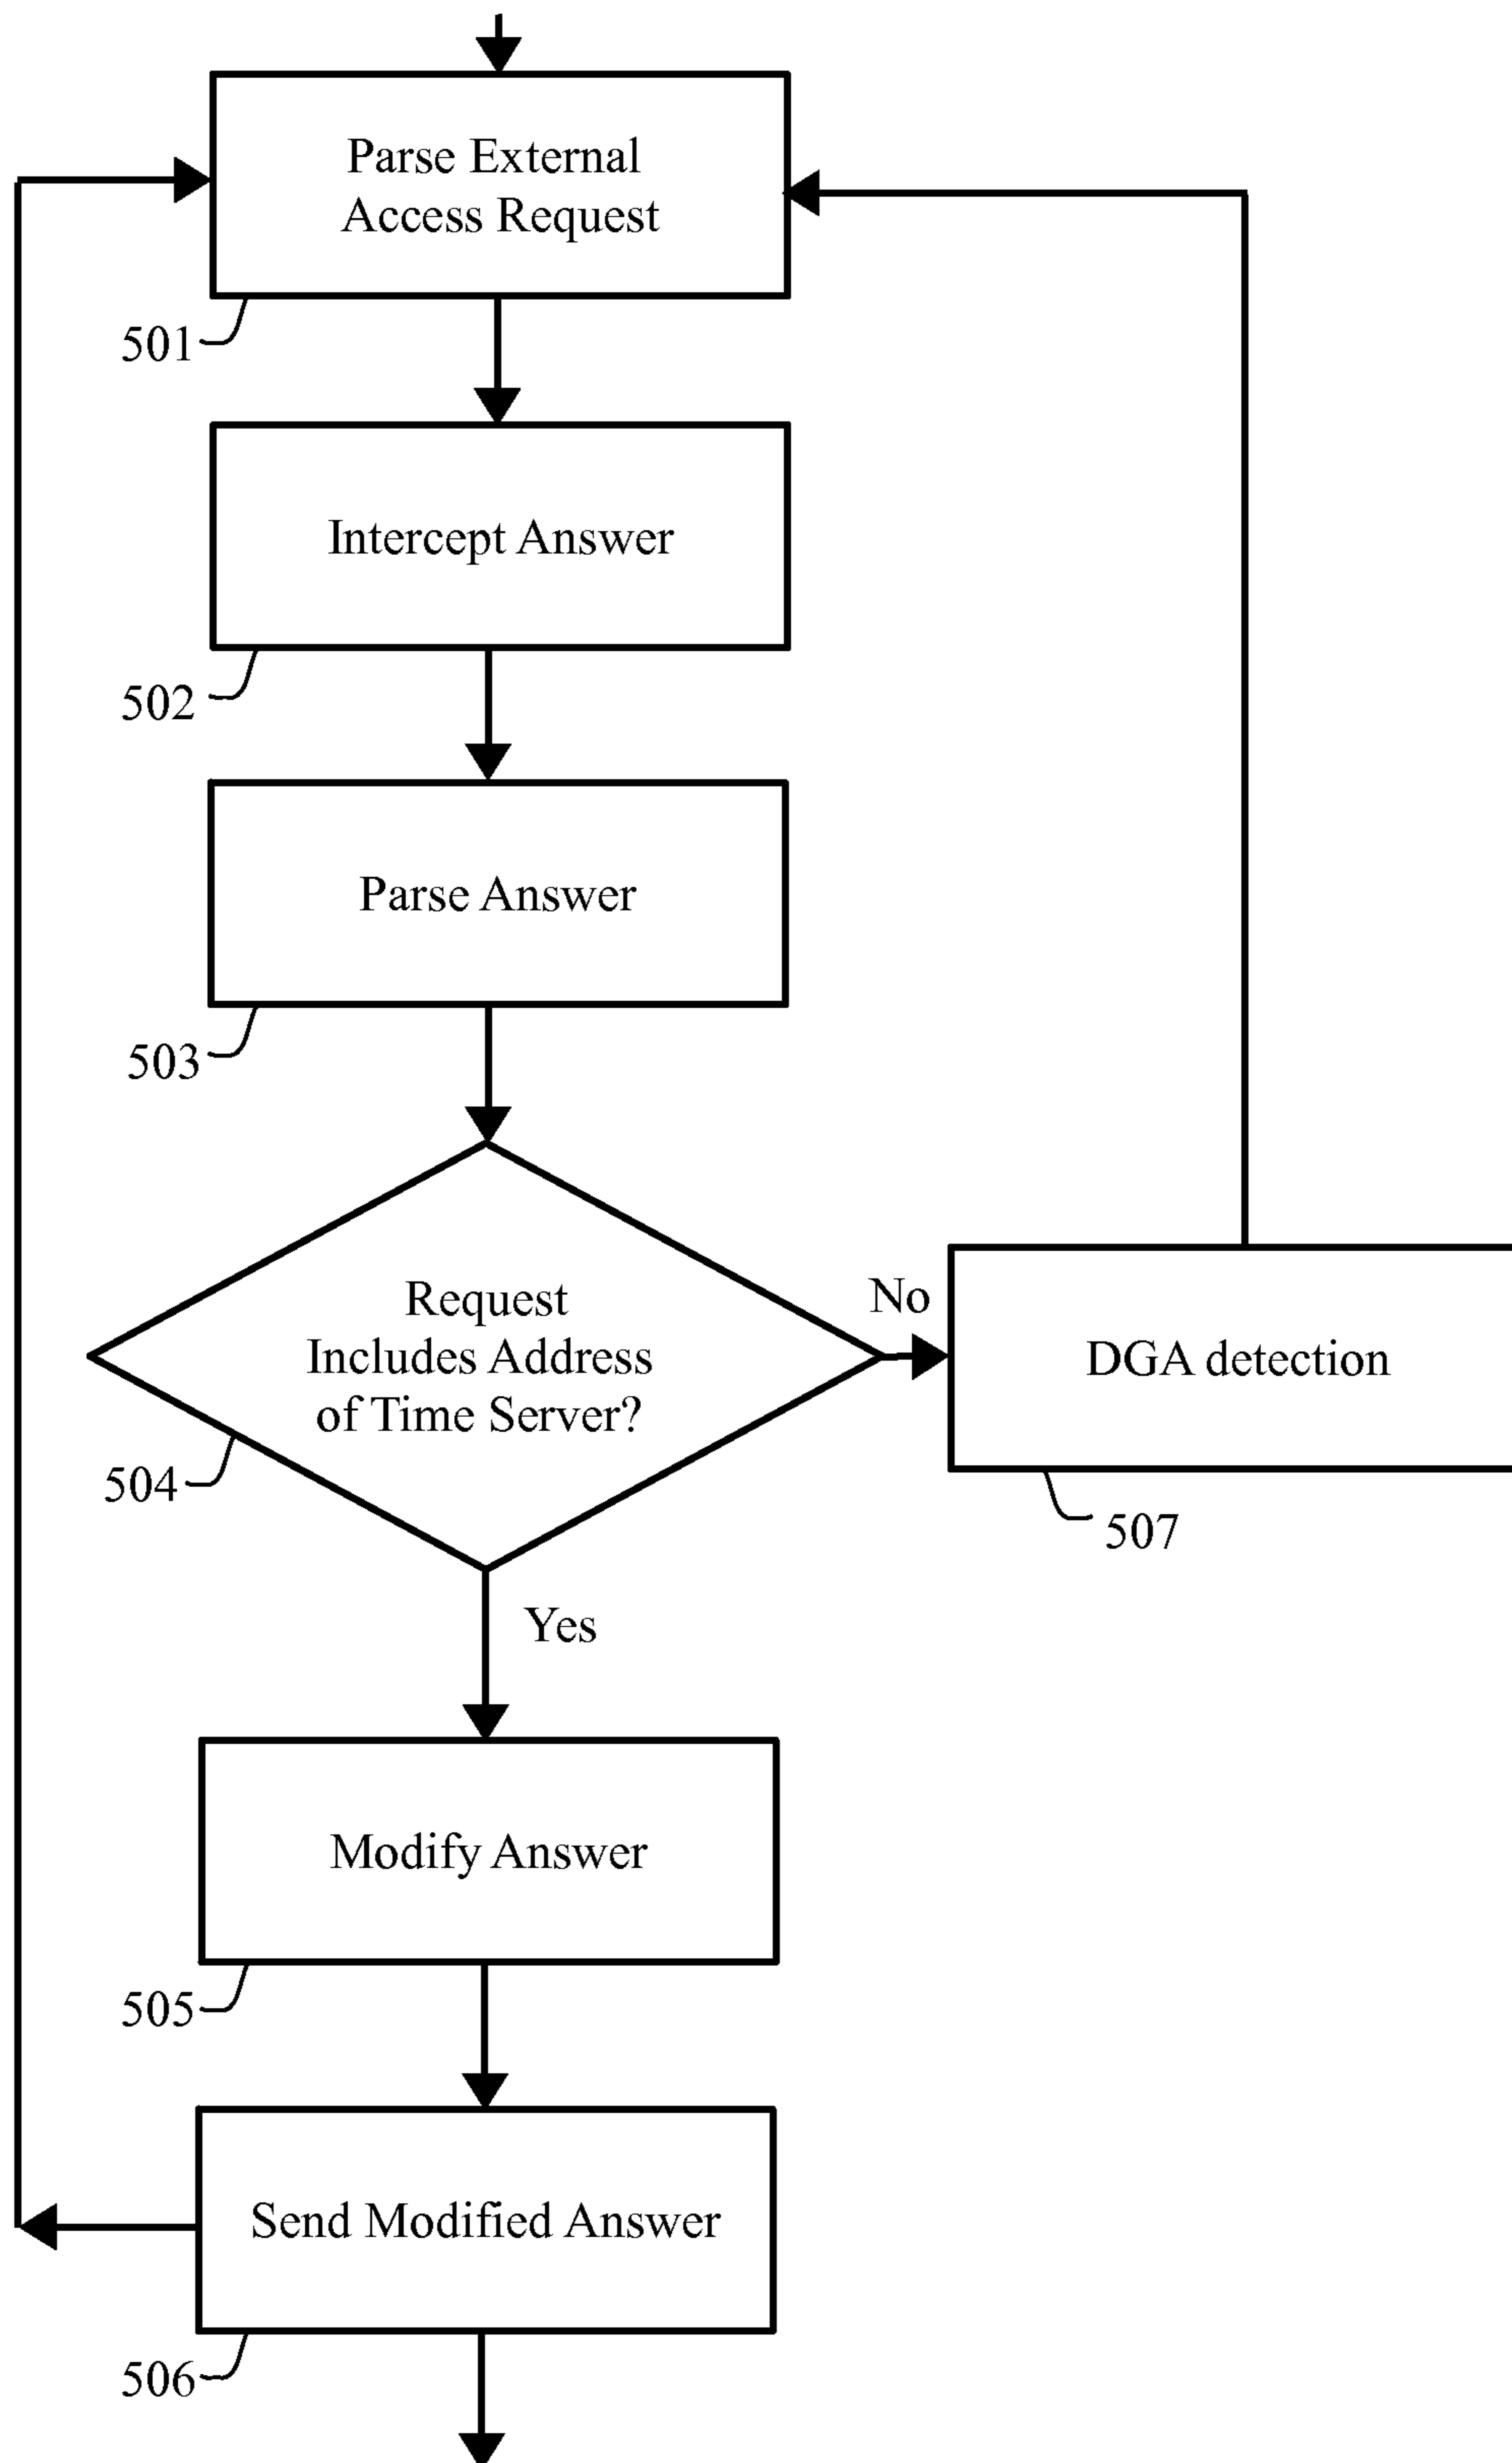 Parse External
Access Request
501
Intercept Answer
502
Parse Answer
503
Request
Includes Address
of Time Server?
504
No
DGA detection
507
Yes
Modify Answer
505
Send Modified Answer
506